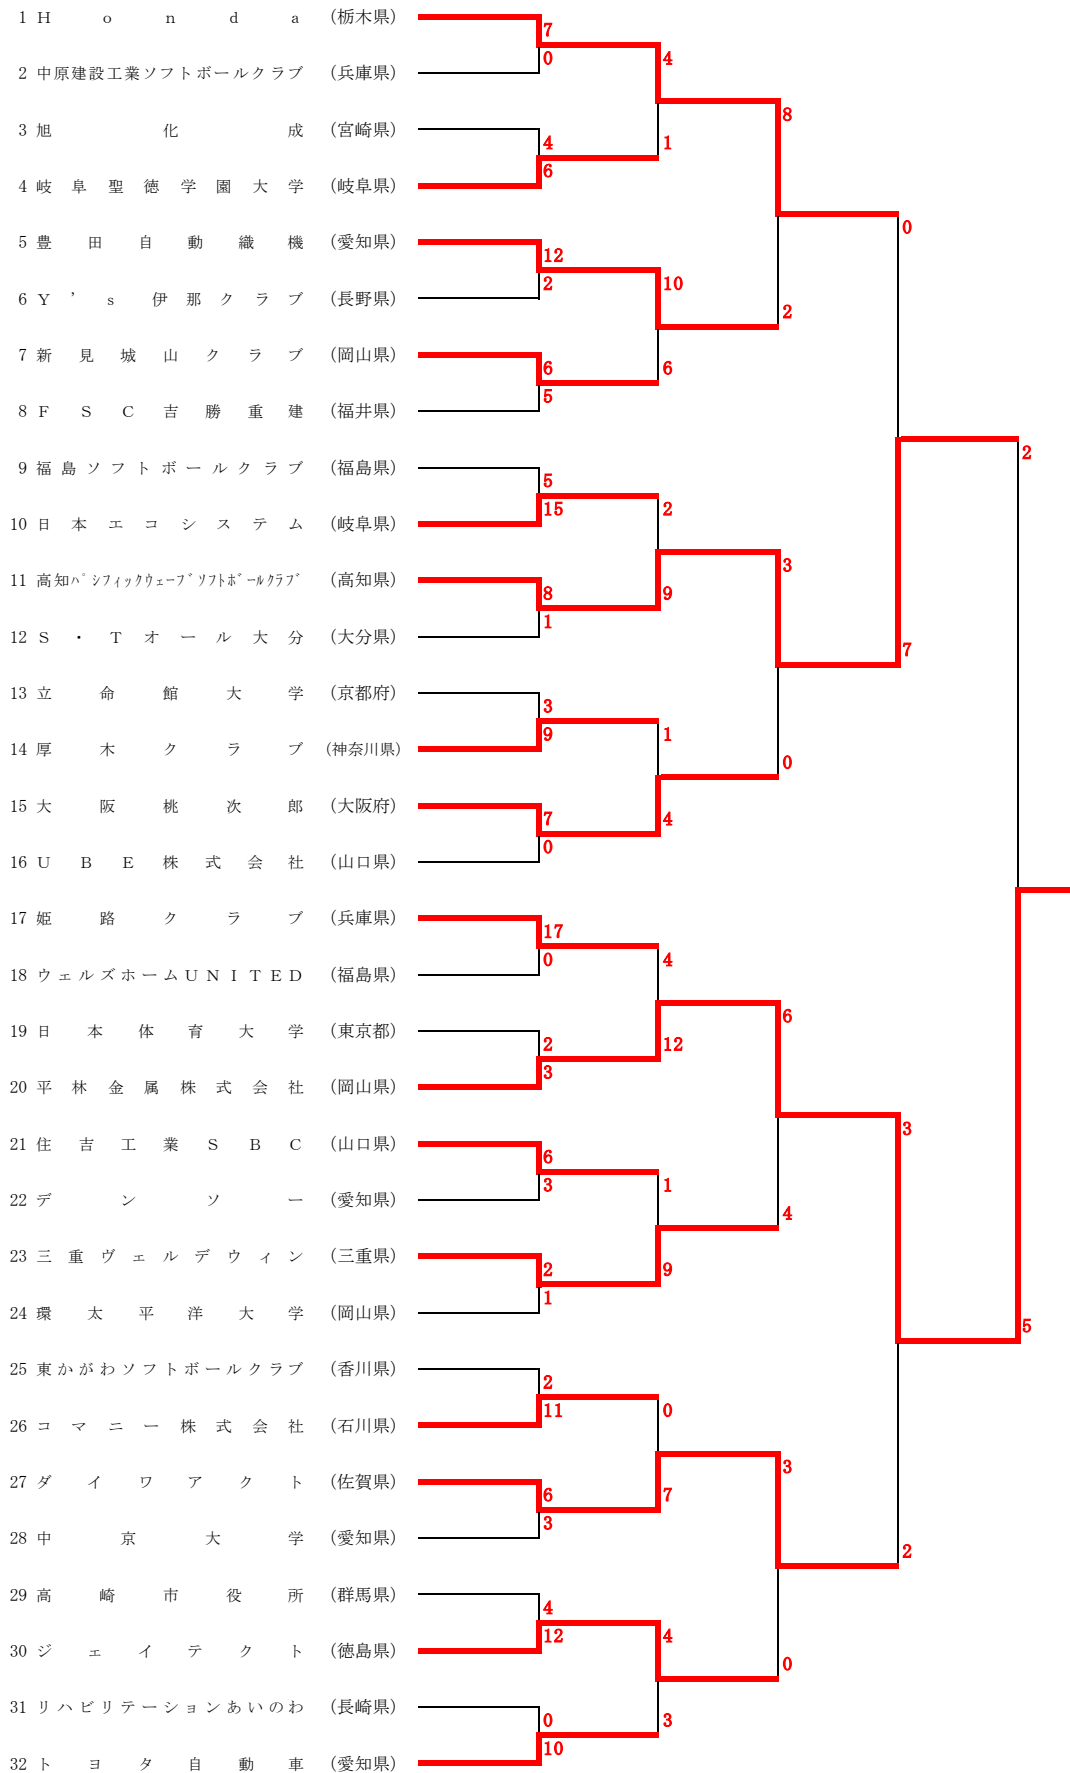 1 Honda (栃木県)
7
4
0
2 中原建設工業ソフトボールクラブ (兵庫県)
8
3 旭化成 (宮崎県)
4
1
6
4 岐阜聖徳学園大学 (岐阜県)
0
5 豊田自動織機 (愛知県)
12
10
2
6 Y’s伊那クラブ (長野県)
2
7 新見城山クラブ (岡山県)
6
6
5
8 FSC吉勝重建 (福井県)
2
9 福島ソフトボールクラブ (福島県)
5
2
15
10 日本エコシステム (岐阜県)
3
11 高知ﾊﾟｼﾌｨｯｸｳｪｰﾌﾞｿﾌﾄﾎﾞｰﾙｸﾗﾌﾞ (高知県)
8
9
1
12 S・Tオール大分 (大分県)
7
13 立命館大学 (京都府)
3
1
9
14 厚木クラブ (神奈川県)
0
15 大阪桃次郎 (大阪府)
7
4
0
16 UBE株式会社 (山口県)
17 姫路クラブ (兵庫県)
17
4
0
18 ウェルズホームUNITED (福島県)
6
19 日本体育大学 (東京都)
2
12
3
20 平林金属株式会社 (岡山県)
3
21 住吉工業SBC (山口県)
6
1
3
22 デンソー (愛知県)
4
23 三重ヴェルデウィン (三重県)
2
9
1
24 環太平洋大学 (岡山県)
5
25 東かがわソフトボールクラブ (香川県)
2
0
11
26 コマニー株式会社 (石川県)
3
27 ダイワアクト (佐賀県)
6
7
3
28 中京大学 (愛知県)
2
29 高崎市役所 (群馬県)
4
4
12
30 ジェイテクト (徳島県)
0
31 リハビリテーションあいのわ (長崎県)
0
3
10
32 トヨタ自動車 (愛知県)